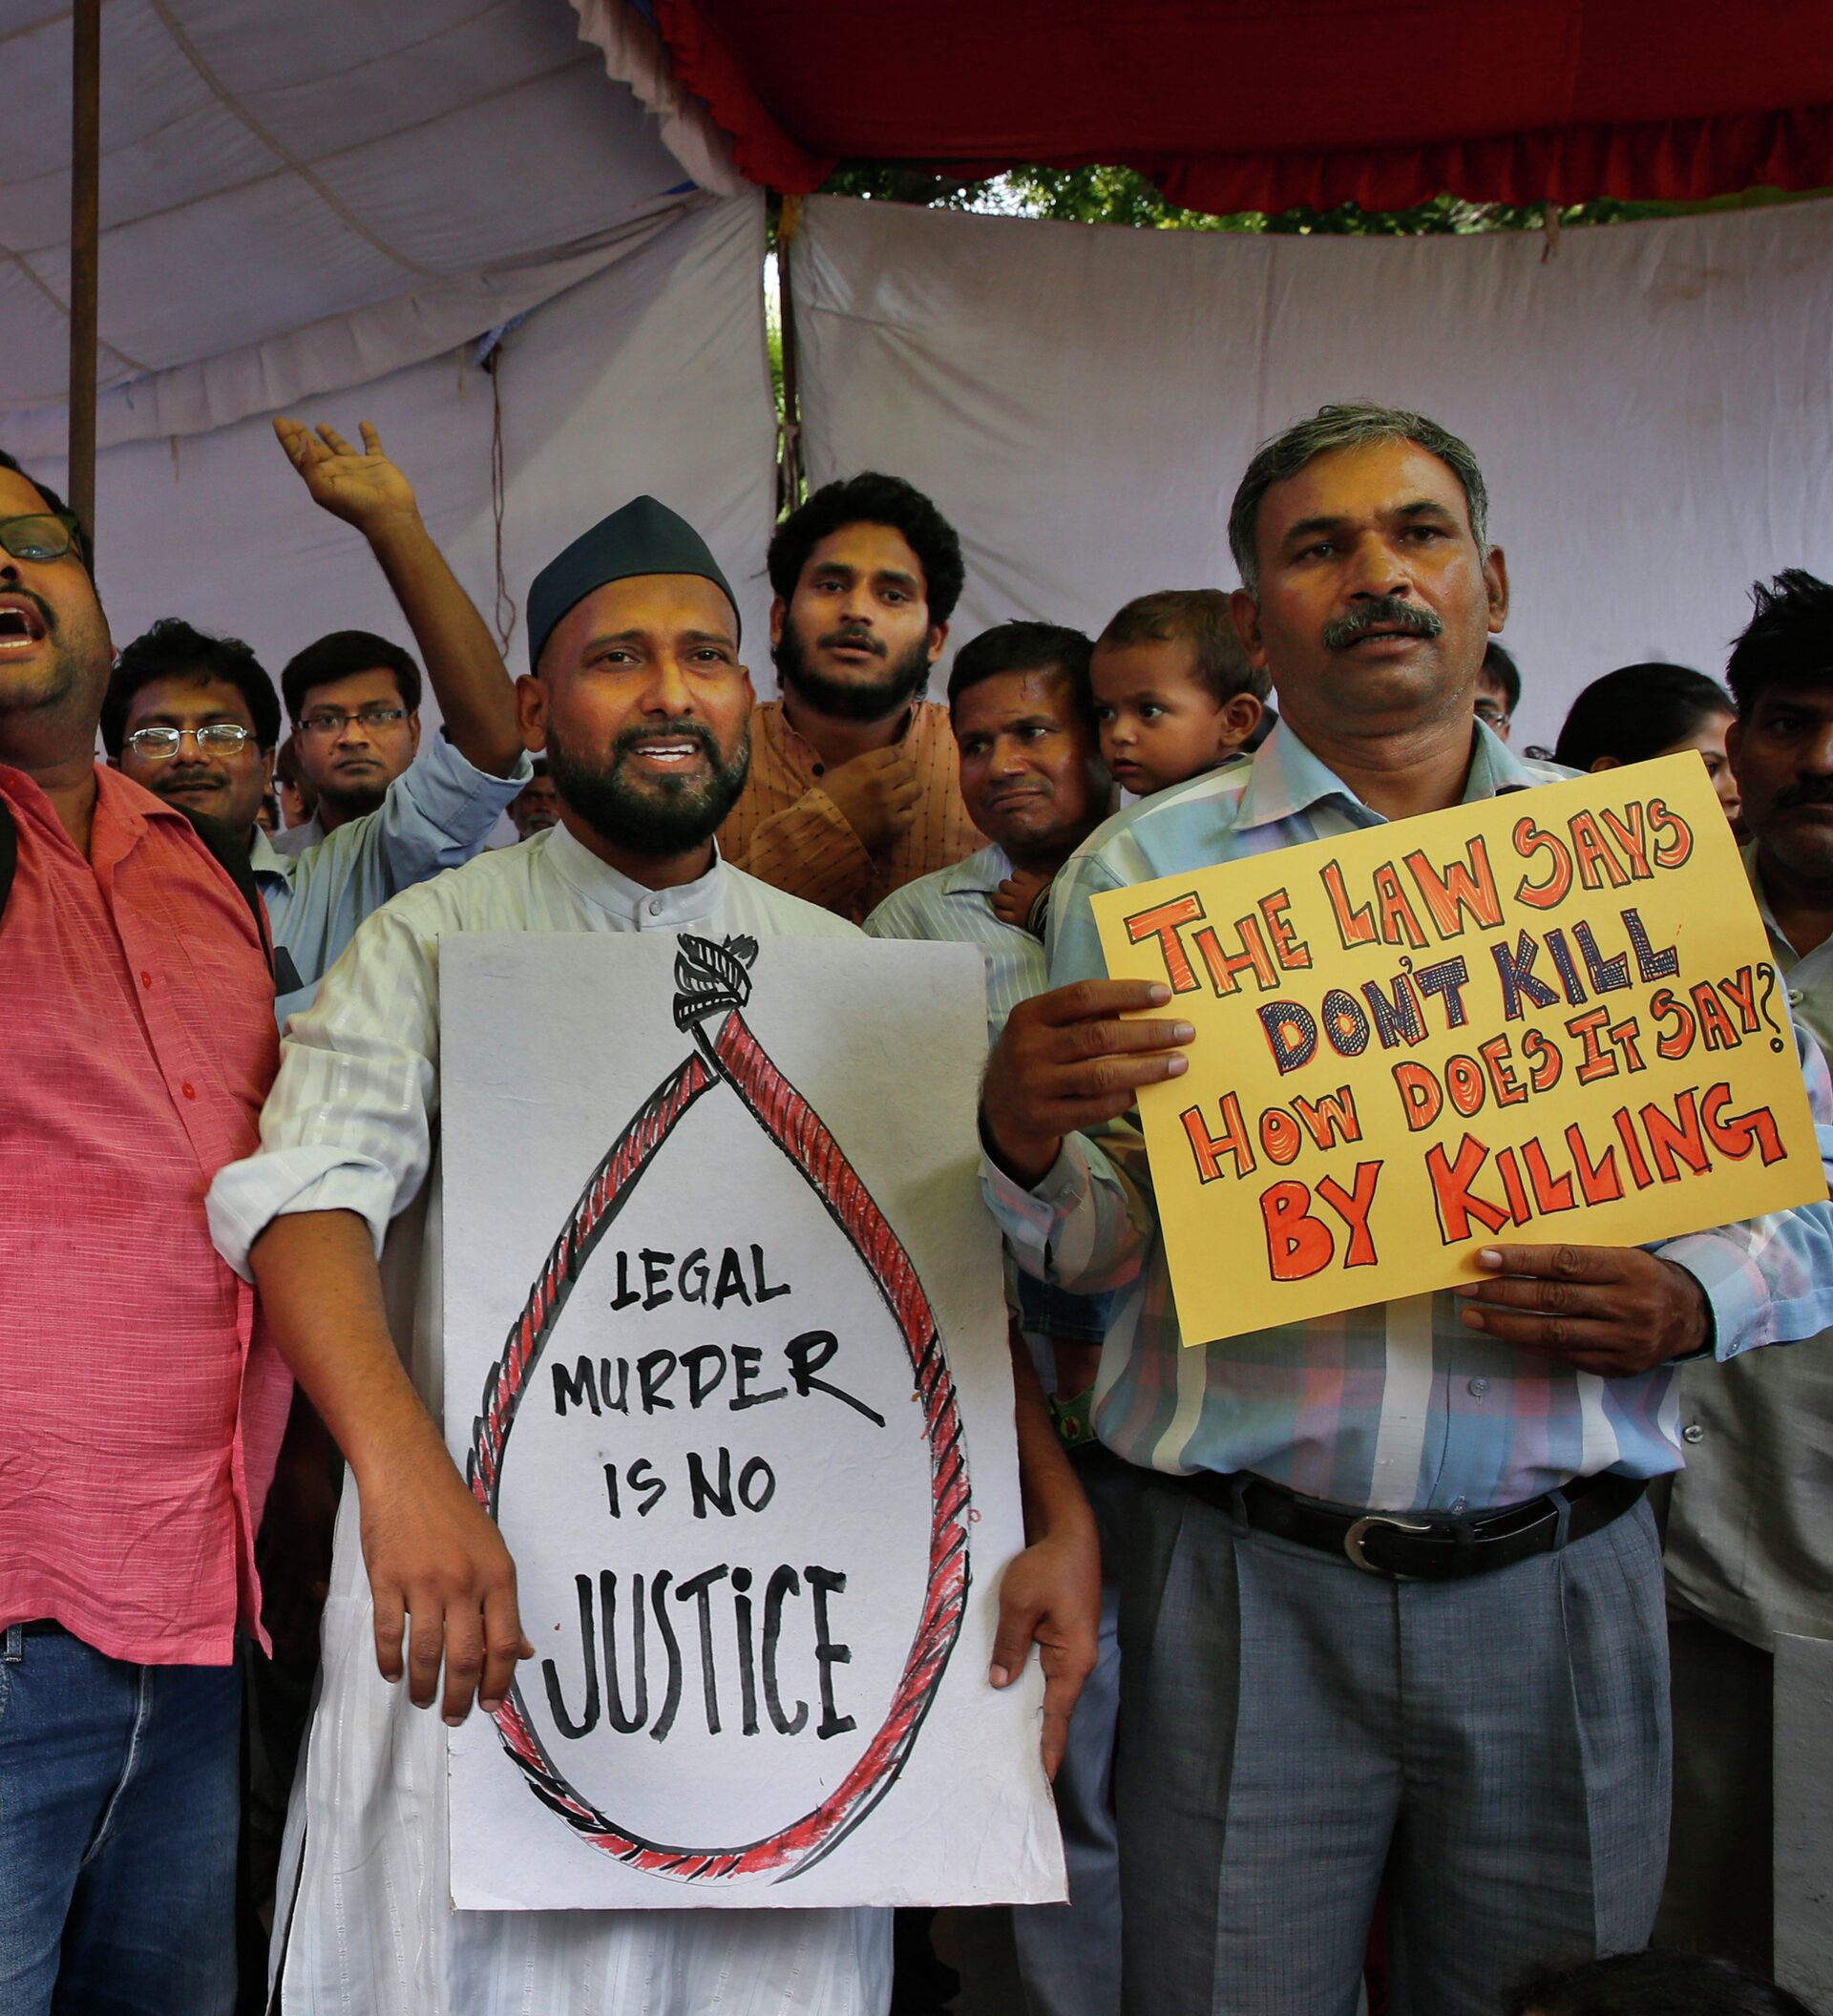 LEGAL
MURDER
IS NO
JUSTiCE
THE LAW SAYS
DON'T KILL
HOW DOES IT SAY?
BY KILLING